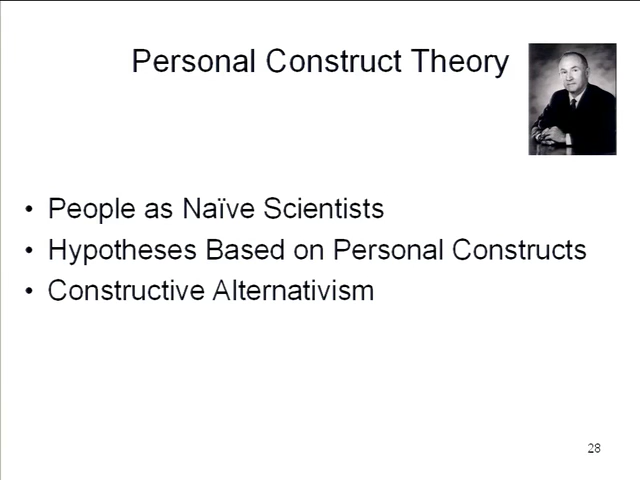 Personal Construct Theory
• People as Naïve Scientists
• Hypotheses Based on Personal Constructs
• Constructive Alternativism
28